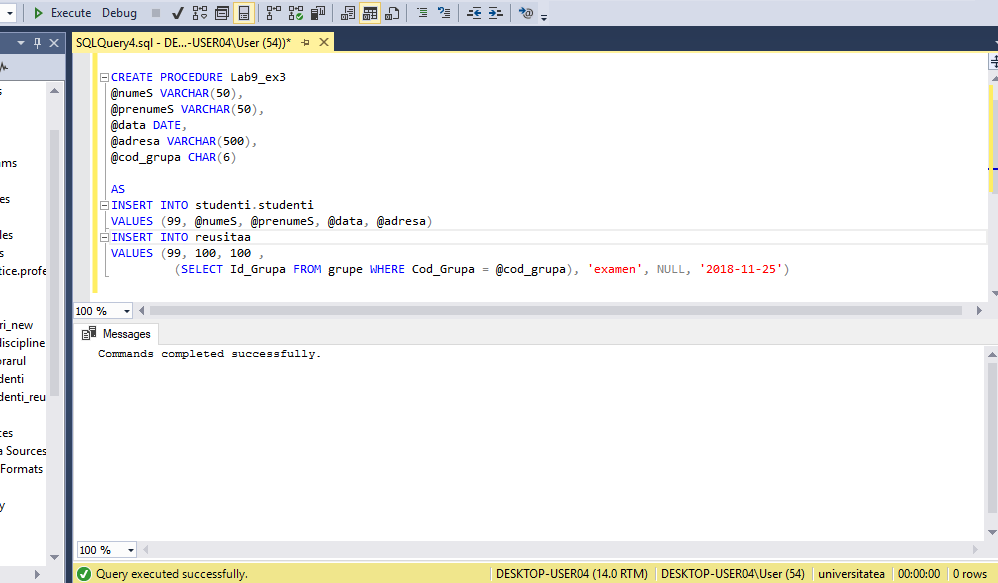 Execute Debug
SQLQuery4.sql - DE...-USER04\User (54))*
CREATE PROCEDURE Lab9_ex3
@numeS VARCHAR(50),
@prenumeS VARCHAR(50),
@data DATE,
@adresa VARCHAR(500),
@cod_grupa CHAR(6)
AS
INSERT INTO studenti.studenti
VALUES (99, @numeS, @prenumeS, @data, @adresa)
INSERT INTO reusitaa
VALUES (99, 100, 100 ,
(SELECT Id_Grupa FROM grupe WHERE Cod_Grupa = @cod_grupa), 'examen', NULL, '2018-11-25')
s
ms
es
les
s
tice.profe
ri_new
discipline
orarul
denti
denti_reu
ces
a Sources
Formats
y
100 %
Messages
Commands completed successfully.
100 %
Query executed successfully.
DESKTOP-USER04 (14.0 RTM)
DESKTOP-USER04\User (54)
universitatea
00:00:00
0 rows